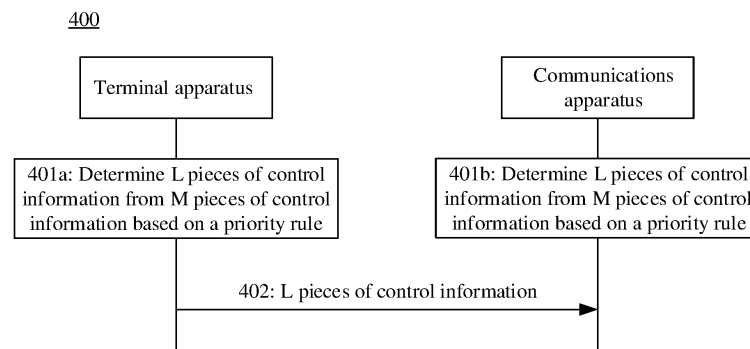 400
Terminal apparatus
Communications
apparatus
401a: Determine L pieces of control
information from M pieces of control
information based on a priority rule
401b: Determine L pieces of control
information from M pieces of control
information based on a priority rule
402: L pieces of control information